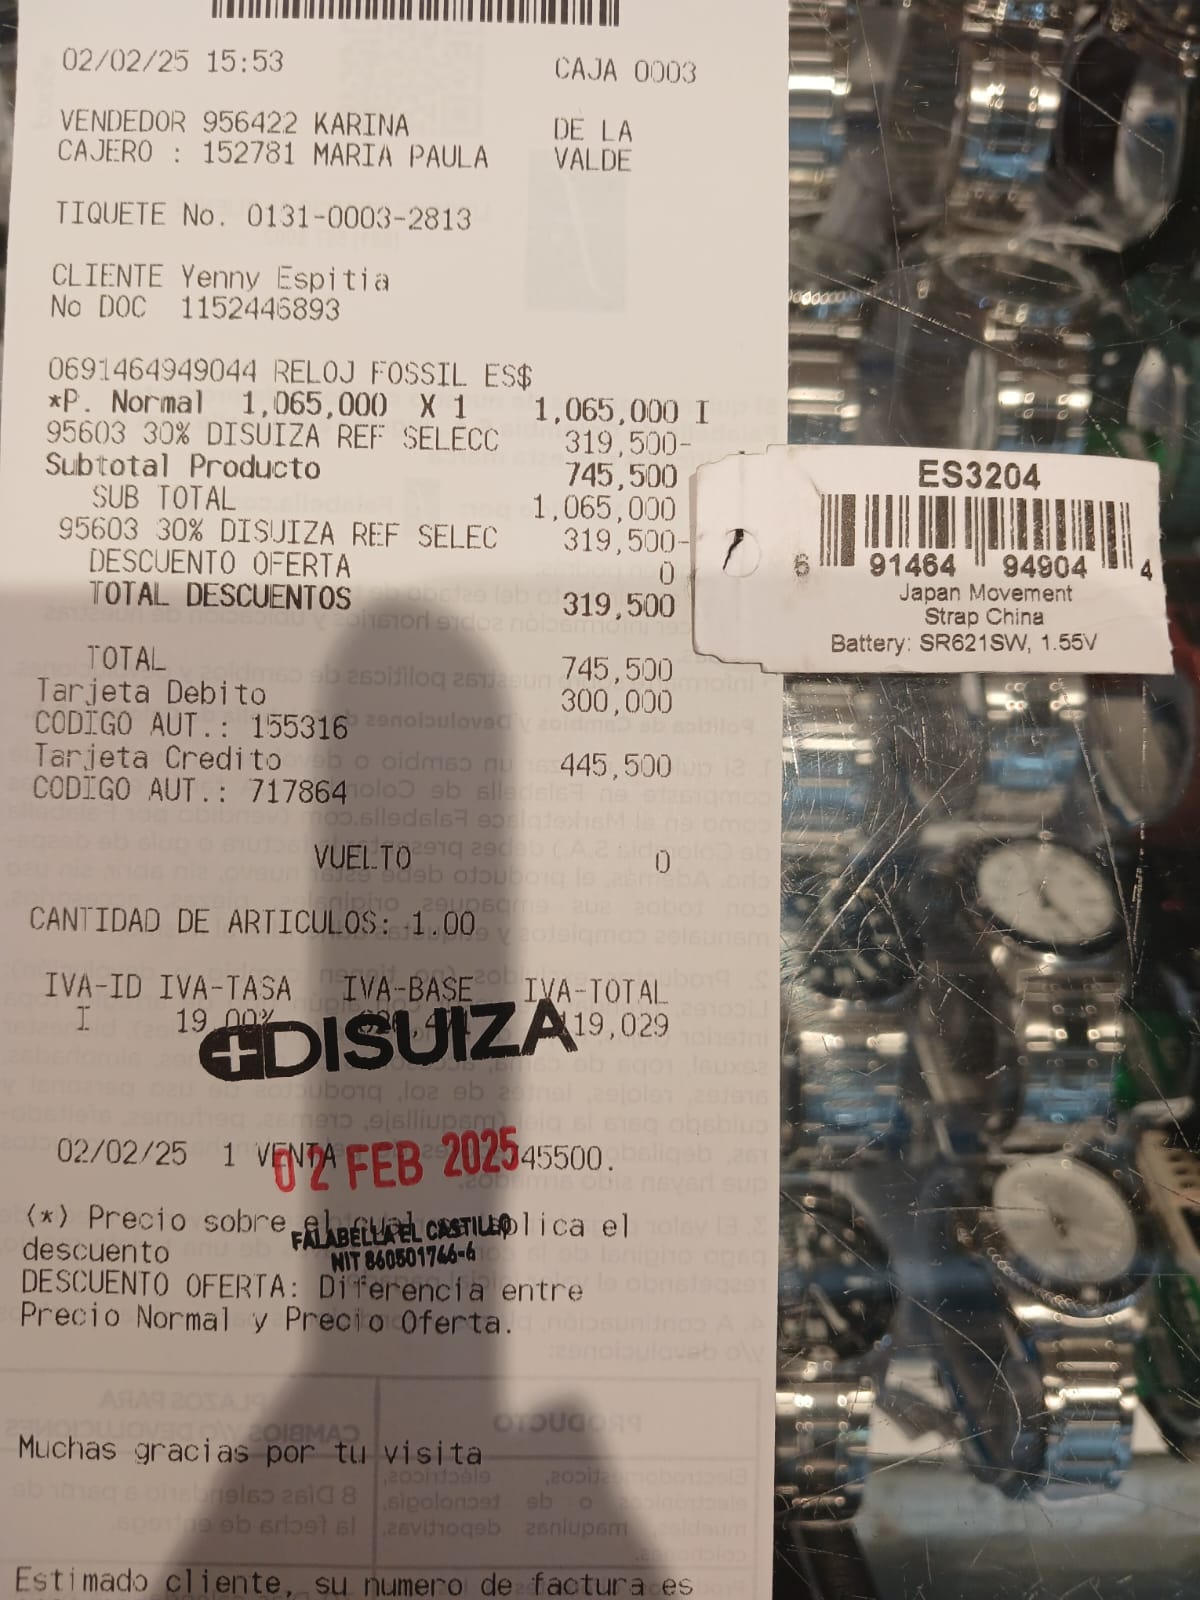 02/02/25 15:53 CAJA 0003
VENDEDOR 956422 KARINA DE LA
CAJERO : 152781 MARIA PAULA VALDE
TIQUETE No. 0131-0003-2813
CLIENTE Yenny Espitia
No DOC 1152446893
0691464949044 RELOJ FOSSIL ES$
*P. Normal 1,065,000 X 1 1,065,000 I
95603 30% DISUIZA REF SELECC 319,500-
Subtotal Producto 745,500
SUB TOTAL 1,065,000
95603 30% DISUIZA REF SELEC 319,500-
DESCUENTO OFERTA 0
TOTAL DESCUENTOS 319,500
TOTAL 745,500
Tarjeta Debito 300,000
CODIGO AUT.: 155316
Tarjeta Credito 445,500
CODIGO AUT.: 717864
VUELTO 0
CANTIDAD DE ARTICULOS: 1.00
IVA-ID IVA-TASA IVA-BASE IVA-TOTAL
I 19.00% 119,029
DISUIZA
02/02/25 1 VENTA 45500.
02 FEB 2025
(*) Precio sobre el cual aplica el
FALABELLA EL CASTILLO
NIT 860501746-6
descuento
DESCUENTO OFERTA: Diferencia entre
Precio Normal y Precio Oferta.
Muchas gracias por tu visita
Estimado cliente, su numero de factura es
ES3204
6 91464 94904 4
Japan Movement
Strap China
Battery: SR621SW, 1.55V